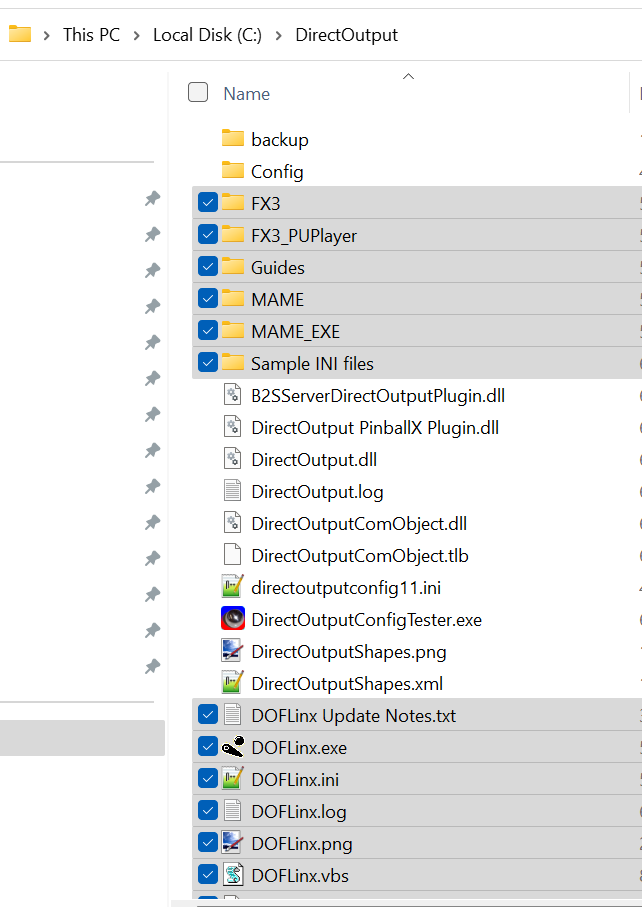 This PC > Local Disk (C:) > DirectOutput
Name
backup
Config
FX3
FX3_PUPlayer
Guides
MAME
MAME_EXE
Sample INI files
B2SServerDirectOutputPlugin.dll
DirectOutput PinballX Plugin.dll
DirectOutput.dll
DirectOutput.log
DirectOutputComObject.dll
DirectOutputComObject.tlb
directoutputconfig11.ini
DirectOutputConfigTester.exe
DirectOutputShapes.png
DirectOutputShapes.xml
DOFLinx Update Notes.txt
DOFLinx.exe
DOFLinx.ini
DOFLinx.log
DOFLinx.png
DOFLinx.vbs